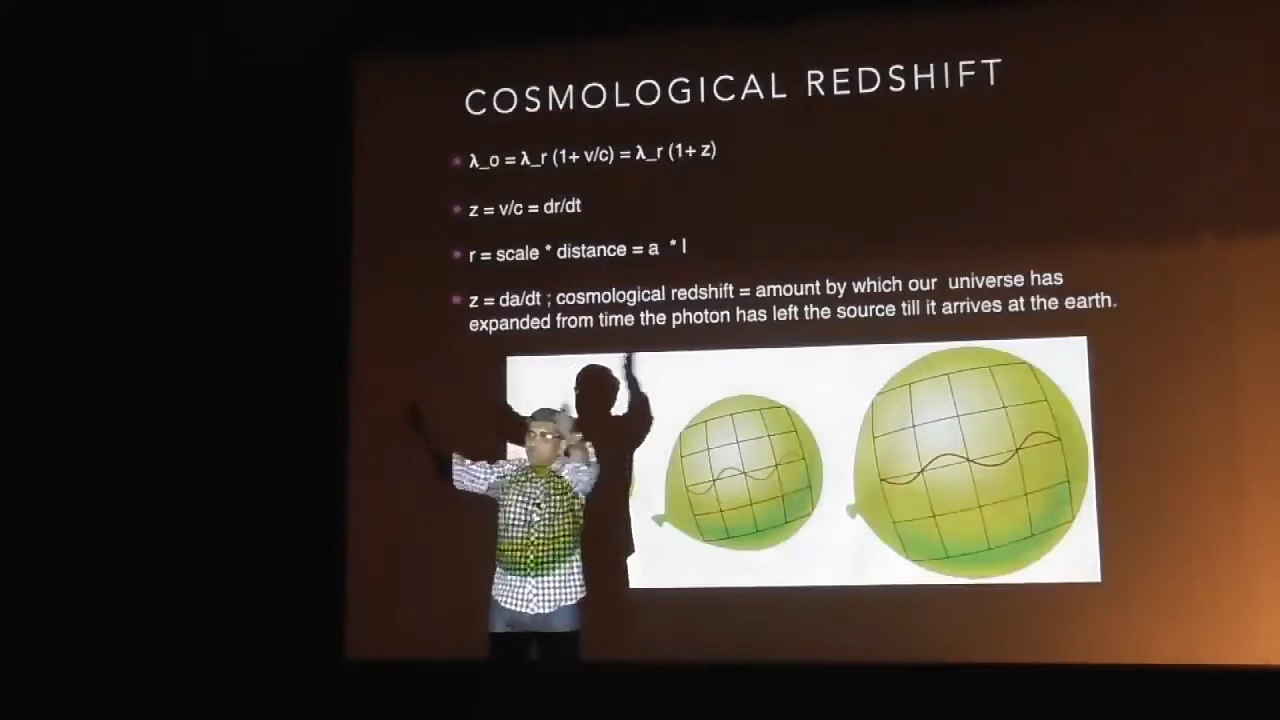 COSMOLOGICAL REDSHIFT
λ_o = λ_r (1+ v/c) = λ_r (1+ z)
z = v/c = dr/dt
r = scale * distance = a * l
z = da/dt ; cosmological redshift = amount by which our universe has
expanded from time the photon has left the source till it arrives at the earth.